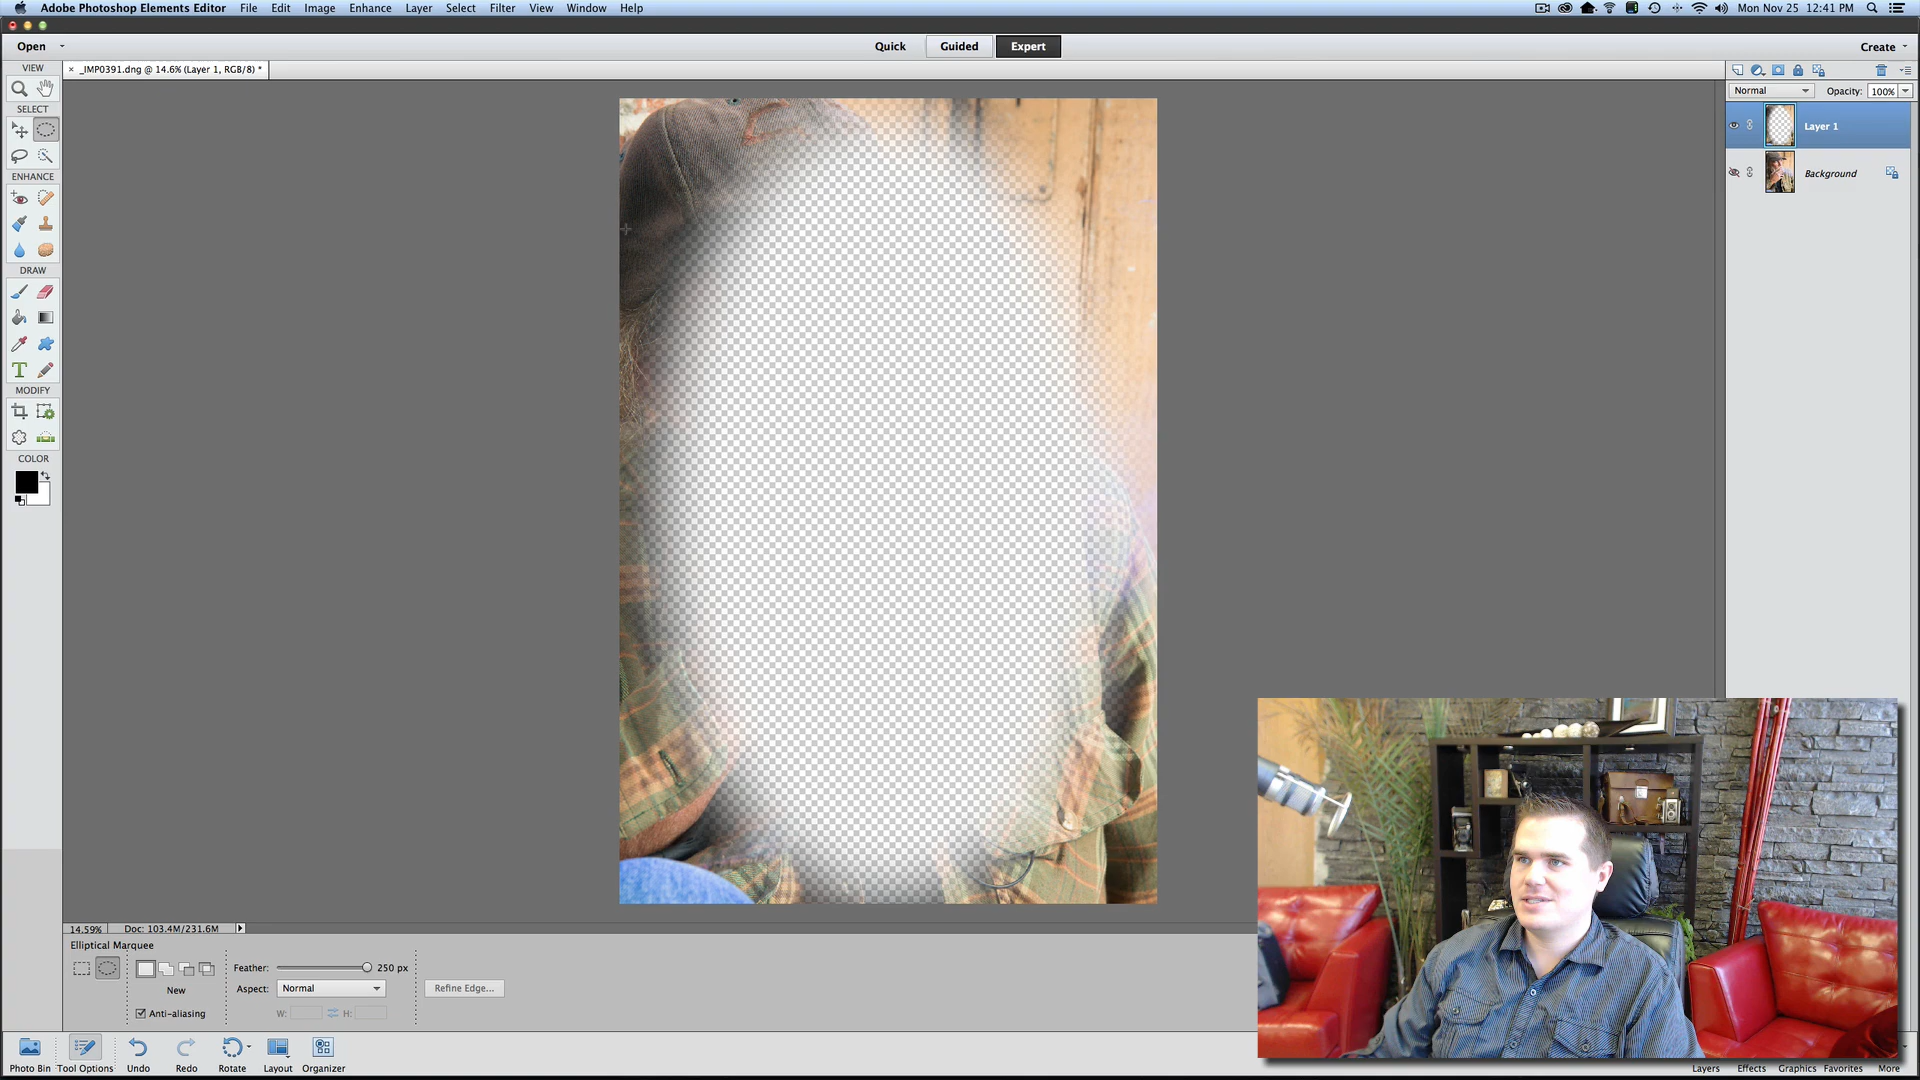 Adobe Photoshop Elements Editor File Edit Image Enhance Layer Select Filter View Window Help Mon Nov 25 12:41 PM
Open Quick Guided Expert Create
VIEW
× _IMP0391.dng @ 14.6% (Layer 1, RGB/8) *
Normal Opacity: 100%
SELECT
Layer 1
Background
ENHANCE
DRAW
T
MODIFY
COLOR
14.59% Doc: 103.4M/231.6M
Elliptical Marquee
Feather: 250 px
New
Aspect: Normal
Refine Edge...
Anti-aliasing
W: H:
Photo Bin Tool Options Undo Redo Rotate Layout Organizer Layers Effects Graphics Favorites More